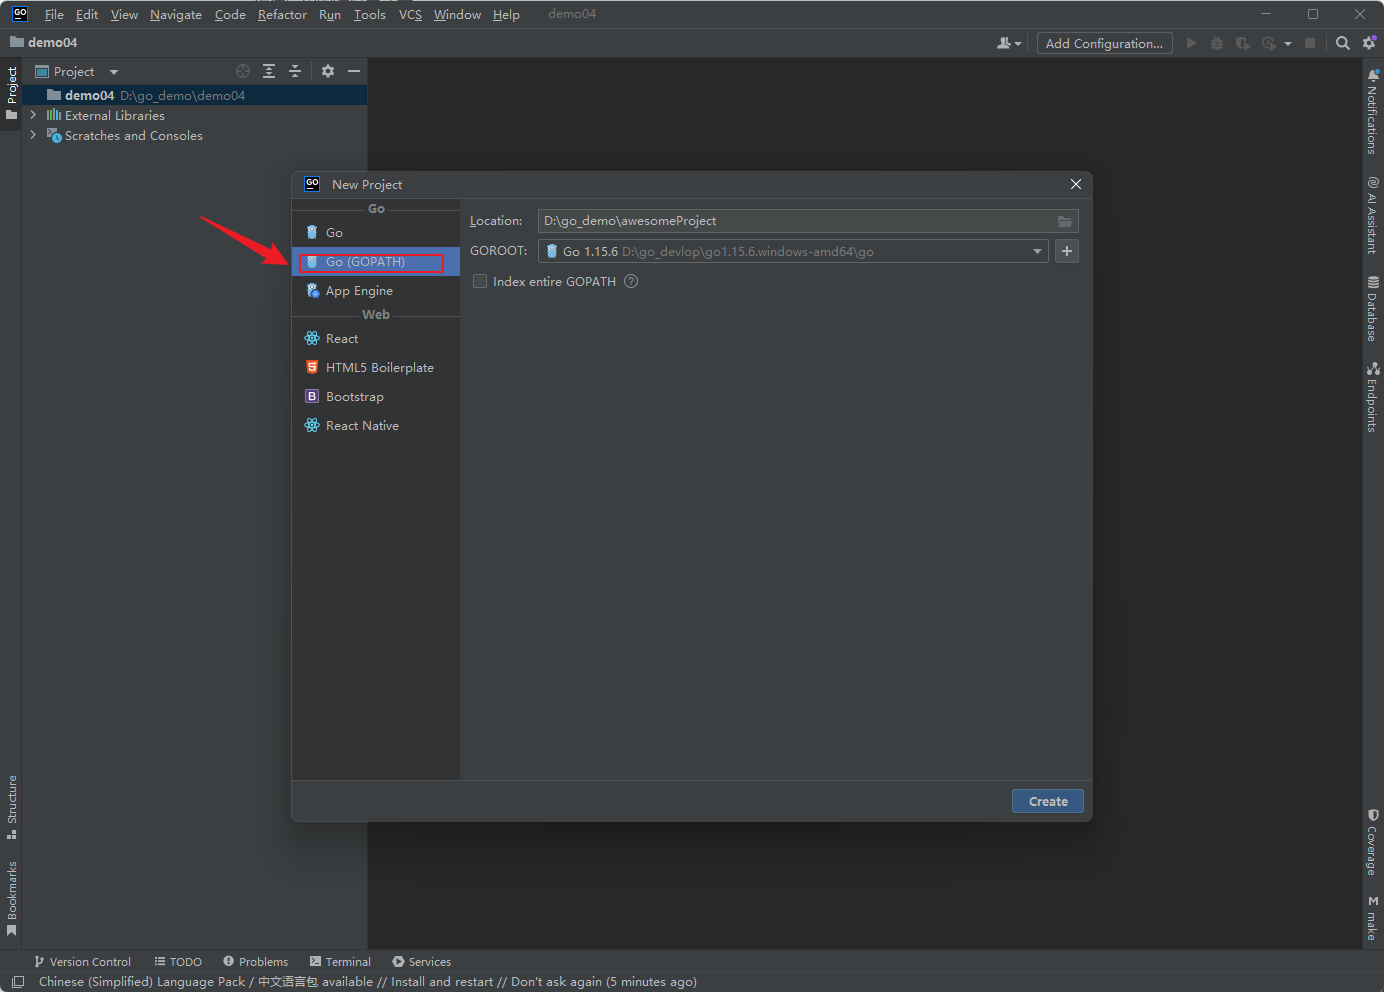 GO File Edit View Navigate Code Refactor Run Tools VCS Window Help demo04
demo04 Add Configuration...
Project
Project
demo04 D:\go_demo\demo04
External Libraries
Scratches and Consoles
Structure
Bookmarks
GO New Project
Go
Go
Go (GOPATH)
App Engine
Web
React
HTML5 Boilerplate
B Bootstrap
React Native
Location: D:\go_demo\awesomeProject
GOROOT: Go 1.15.6 D:\go_devlop\go1.15.6.windows-amd64\go
Index entire GOPATH ?
Create
Notifications
@ AI Assistant
Database
Endpoints
Coverage
M make
Version Control TODO Problems Terminal Services
Chinese (Simplified) Language Pack / 中文语言包 available // Install and restart // Don't ask again (5 minutes ago)